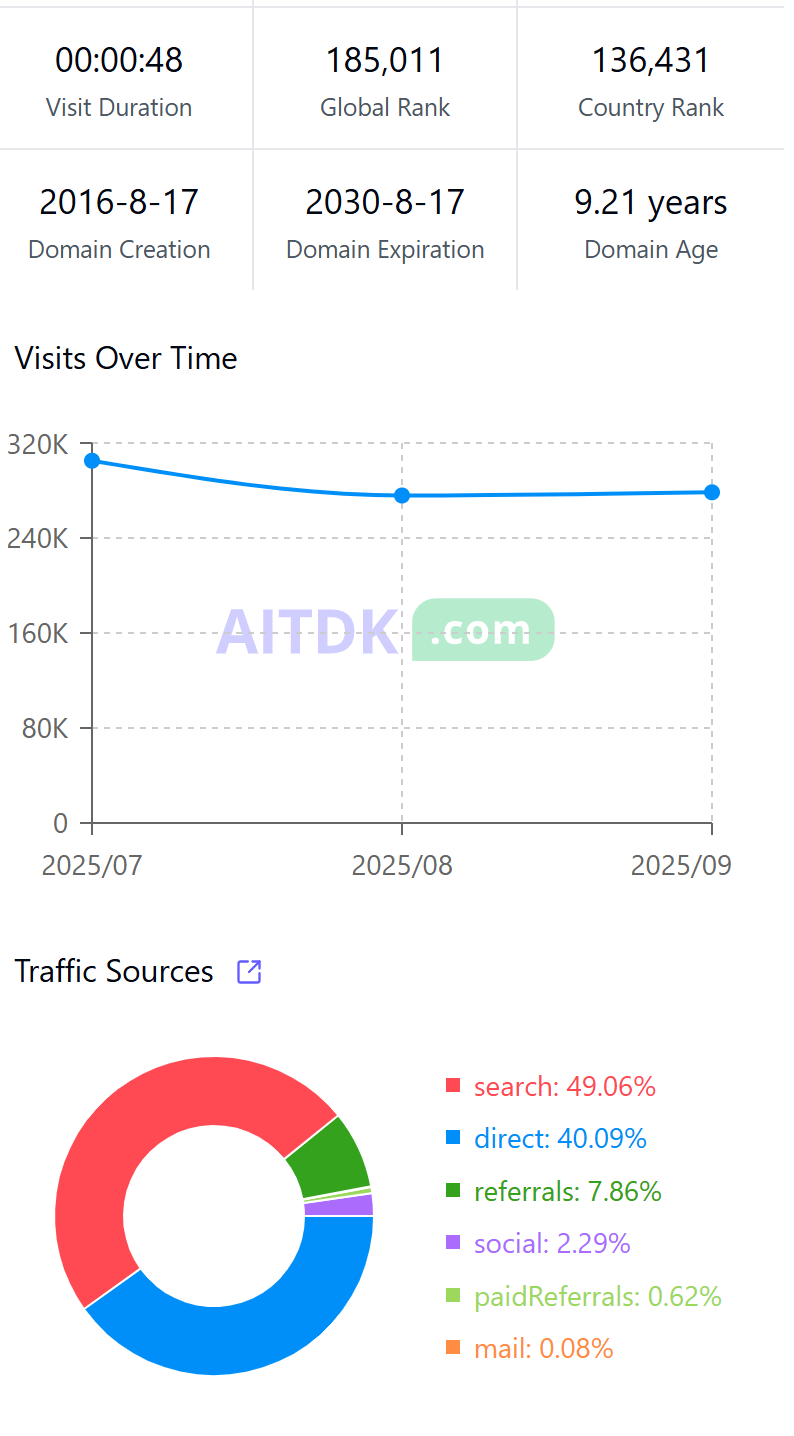 00:00:48 185,011 136,431
Visit Duration Global Rank Country Rank
2016-8-17 2030-8-17 9.21 years
Domain Creation Domain Expiration Domain Age
Visits Over Time
320K
240K
160K
80K
0
AITDK .com
2025/07 2025/08 2025/09
Traffic Sources
search: 49.06%
direct: 40.09%
referrals: 7.86%
social: 2.29%
paidReferrals: 0.62%
mail: 0.08%